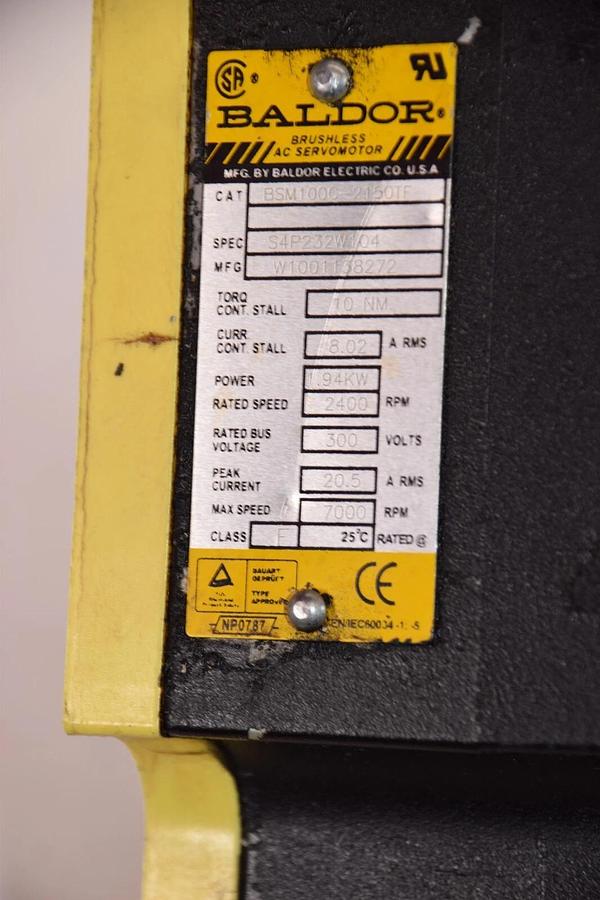 SA ®
RU
BALDOR®
BRUSHLESS
AC SERVOMOTOR
MFG. BY BALDOR ELECTRIC CO. U.S.A
CAT BSM100C-2150TF
SPEC S4P232W104
MFG W1001138272
TORQ
CONT. STALL 10 NM.
CURR
CONT. STALL 8.02 A RMS
POWER 1.94KW
RATED SPEED 2400 RPM
RATED BUS
VOLTAGE 300 VOLTS
PEAK
CURRENT 20.5 A RMS
MAX SPEED 7000 RPM
CLASS F 25°C RATED @
BAUART
GEPRÜFT
TYPE
APPROVED
CE
NP0787
EN/IEC60034-1, -5